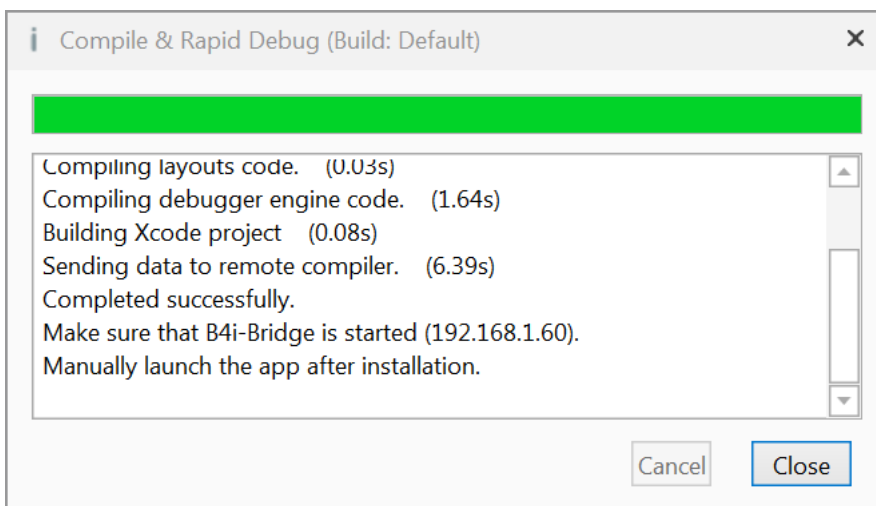 Compile & Rapid Debug (Build: Default)
Compiling layouts code. (0.03s)
Compiling debugger engine code. (1.64s)
Building Xcode project (0.08s)
Sending data to remote compiler. (6.39s)
Completed successfully.
Make sure that B4i-Bridge is started (192.168.1.60).
Manually launch the app after installation.
Cancel
Close